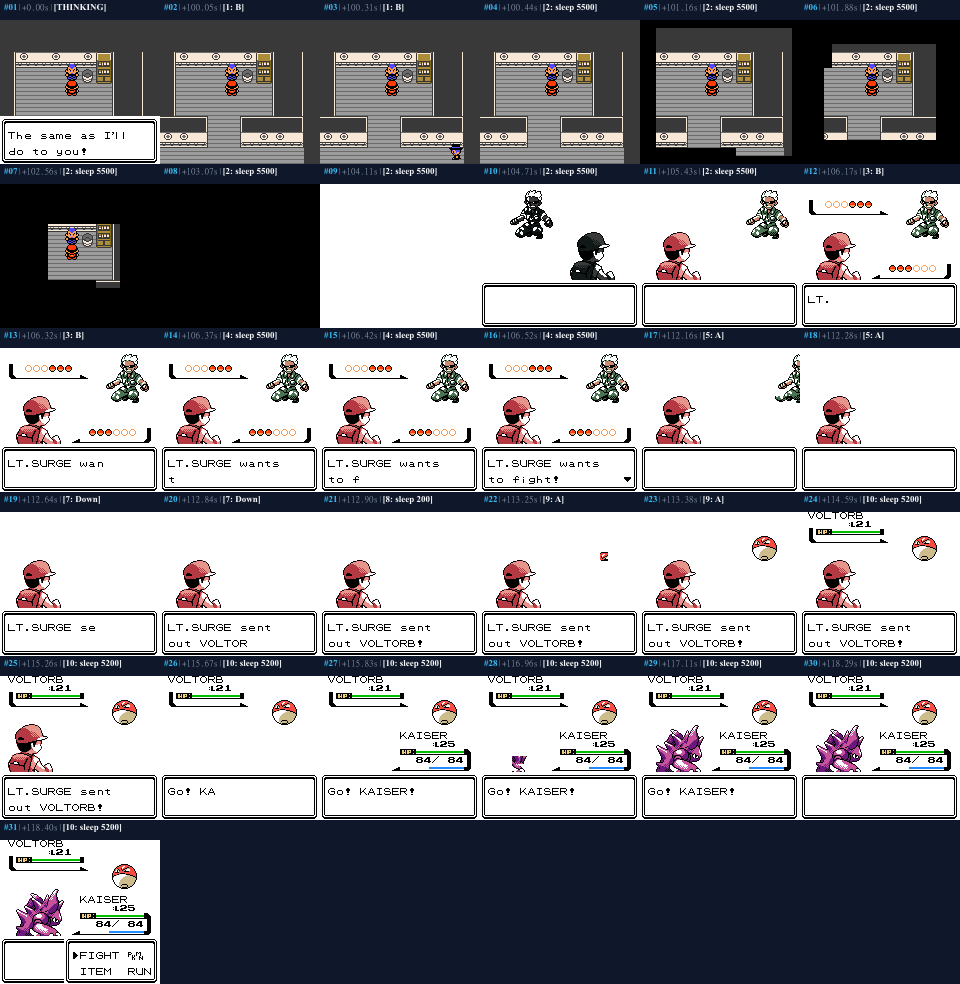 #01 | +0.00s | [THINKING]
The same as I'll
do to you!
#02 | +100.05s | [1: B]
#03 | +100.31s | [1: B]
#04 | +100.44s | [2: sleep 5500]
#05 | +101.16s | [2: sleep 5500]
#06 | +101.88s | [2: sleep 5500]
#07 | +102.56s | [2: sleep 5500]
#08 | +103.07s | [2: sleep 5500]
#09 | +104.11s | [2: sleep 5500]
#10 | +104.71s | [2: sleep 5500]
#11 | +105.43s | [2: sleep 5500]
#12 | +106.17s | [3: B]
LT.
#13 | +106.32s | [3: B]
LT.SURGE wan
#14 | +106.37s | [4: sleep 5500]
LT.SURGE wants
t
#15 | +106.42s | [4: sleep 5500]
LT.SURGE wants
to f
#16 | +106.52s | [4: sleep 5500]
LT.SURGE wants
to fight!
#17 | +112.16s | [5: A]
#18 | +112.28s | [5: A]
#19 | +112.64s | [7: Down]
LT.SURGE se
#20 | +112.84s | [7: Down]
LT.SURGE sent
out VOLTOR
#21 | +112.90s | [8: sleep 200]
LT.SURGE sent
out VOLTORB!
#22 | +113.25s | [9: A]
LT.SURGE sent
out VOLTORB!
#23 | +113.38s | [9: A]
LT.SURGE sent
out VOLTORB!
#24 | +114.59s | [10: sleep 5200]
VOLTORB
:L21
HP:
LT.SURGE sent
out VOLTORB!
#25 | +115.26s | [10: sleep 5200]
VOLTORB
:L21
HP:
LT.SURGE sent
out VOLTORB!
#26 | +115.67s | [10: sleep 5200]
VOLTORB
:L21
HP:
Go! KA
#27 | +115.83s | [10: sleep 5200]
VOLTORB
:L21
HP:
KAISER
:L25
HP:
84/ 84
Go! KAISER!
#28 | +116.96s | [10: sleep 5200]
VOLTORB
:L21
HP:
KAISER
:L25
HP:
84/ 84
Go! KAISER!
#29 | +117.11s | [10: sleep 5200]
VOLTORB
:L21
HP:
KAISER
:L25
HP:
84/ 84
Go! KAISER!
#30 | +118.29s | [10: sleep 5200]
VOLTORB
:L21
HP:
KAISER
:L25
HP:
84/ 84
#31 | +118.40s | [10: sleep 5200]
VOLTORB
:L21
HP:
KAISER
:L25
HP:
84/ 84
▶FIGHT PKMN
ITEM RUN